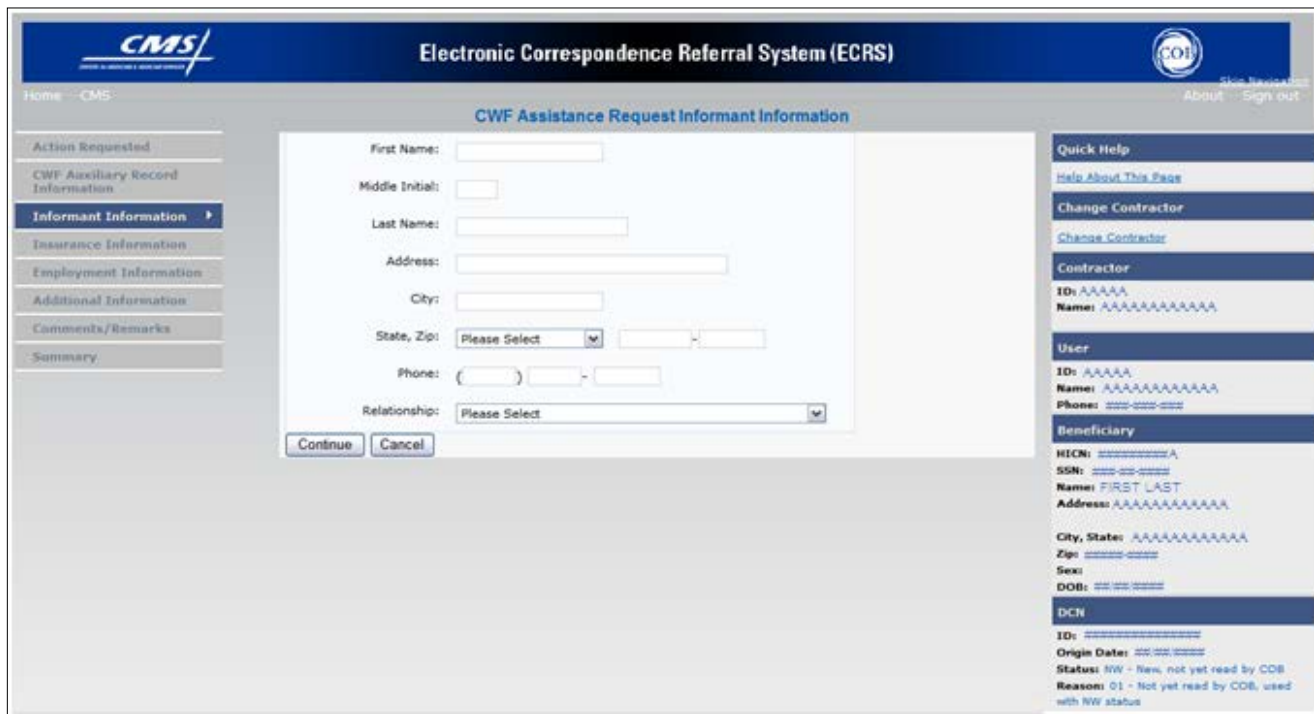 CMS
CENTERS for MEDICARE & MEDICAID SERVICES
Electronic Correspondence Referral System (ECRS)
COB
Skip Navigation
Home CMS
About Sign out
CWF Assistance Request Informant Information
Action Requested
CWF Auxiliary Record
Information
Informant Information
Insurance Information
Employment Information
Additional Information
Comments/Remarks
Summary
First Name:
Middle Initial:
Last Name:
Address:
City:
State, Zip: Please Select -
Phone: ( ) -
Relationship: Please Select
Continue Cancel
Quick Help
Help About This Page
Change Contractor
Change Contractor
Contractor
ID: AAAAA
Name: AAAAAAAAAAAA
User
ID: AAAAA
Name: AAAAAAAAAAAA
Phone: ###-###-###
Beneficiary
HICN: #########A
SSN: ###-##-####
Name: FIRST LAST
Address: AAAAAAAAAAAA
City, State: AAAAAAAAAAAA
Zip: #####-####
Sex:
DOB: ##/##/####
DCN
ID: ###############
Origin Date: ##/##/####
Status: NW - New, not yet read by COB
Reason: 01 - Not yet read by COB, used
with NW status